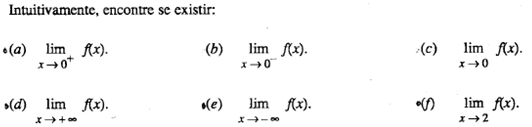 Intuitivamente, encontre se existir:
(a) lim f(x). (b) lim f(x). (c) lim f(x).
x→0⁺ x→0⁻ x→0
(d) lim f(x). (e) lim f(x). (f) lim f(x).
x→+∞ x→-∞ x→2